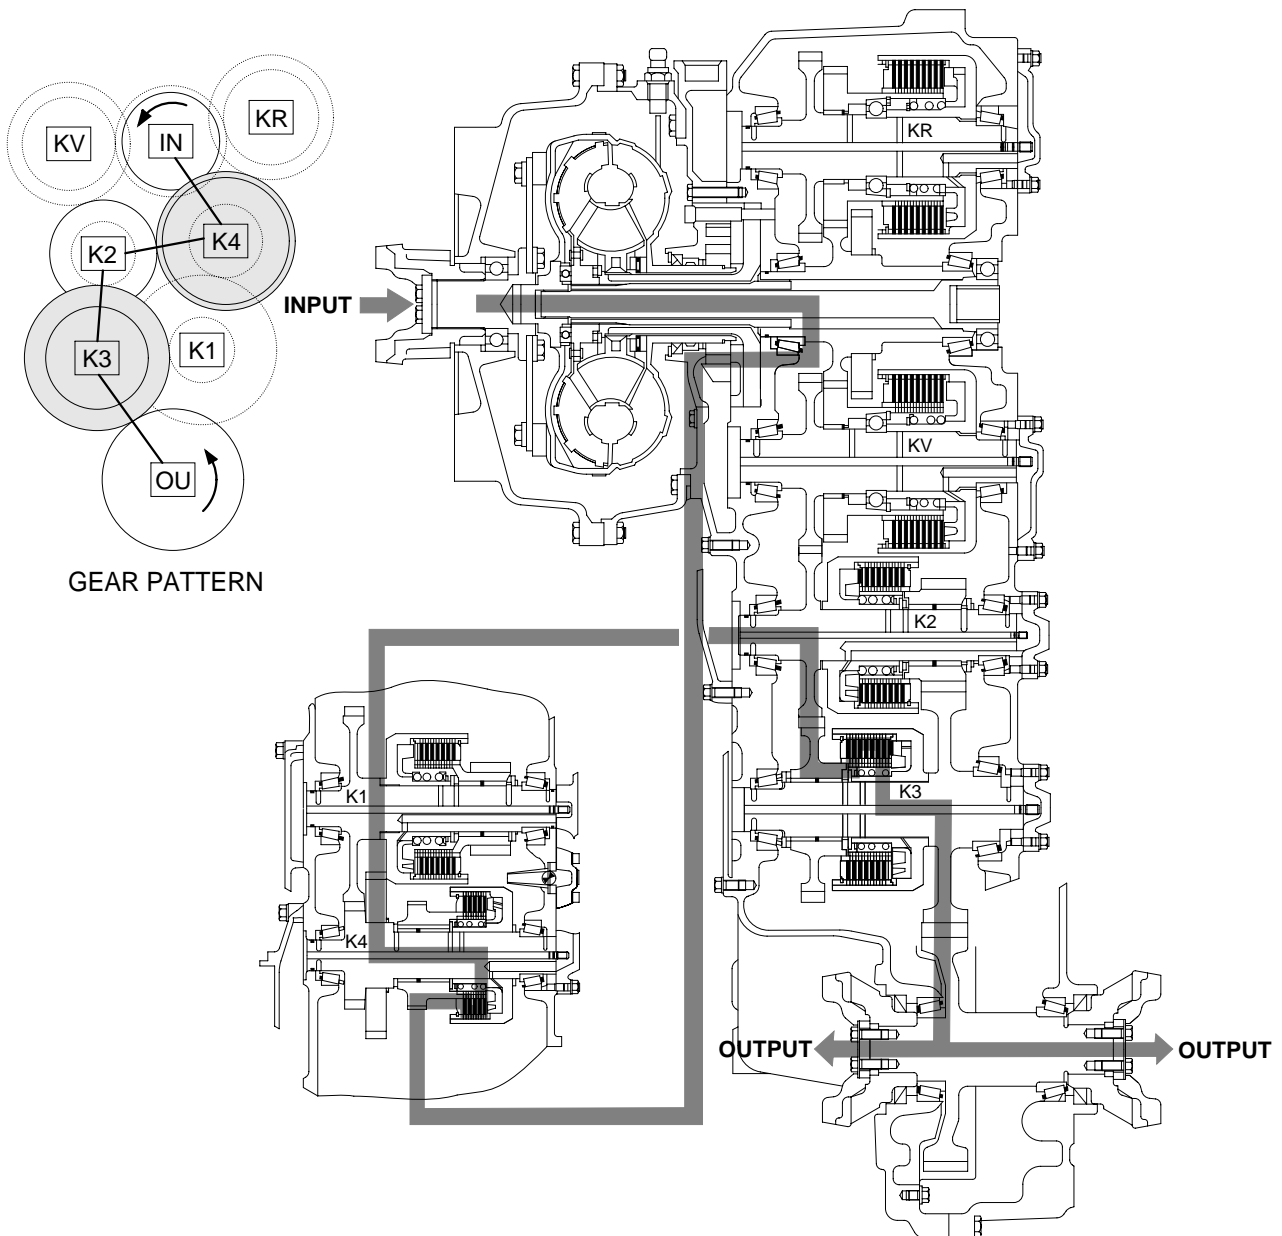 KV
IN
KR
K2
K4
K3
K1
OU
GEAR PATTERN
INPUT
KR
KV
K2
K3
K1
K4
OUTPUT
OUTPUT